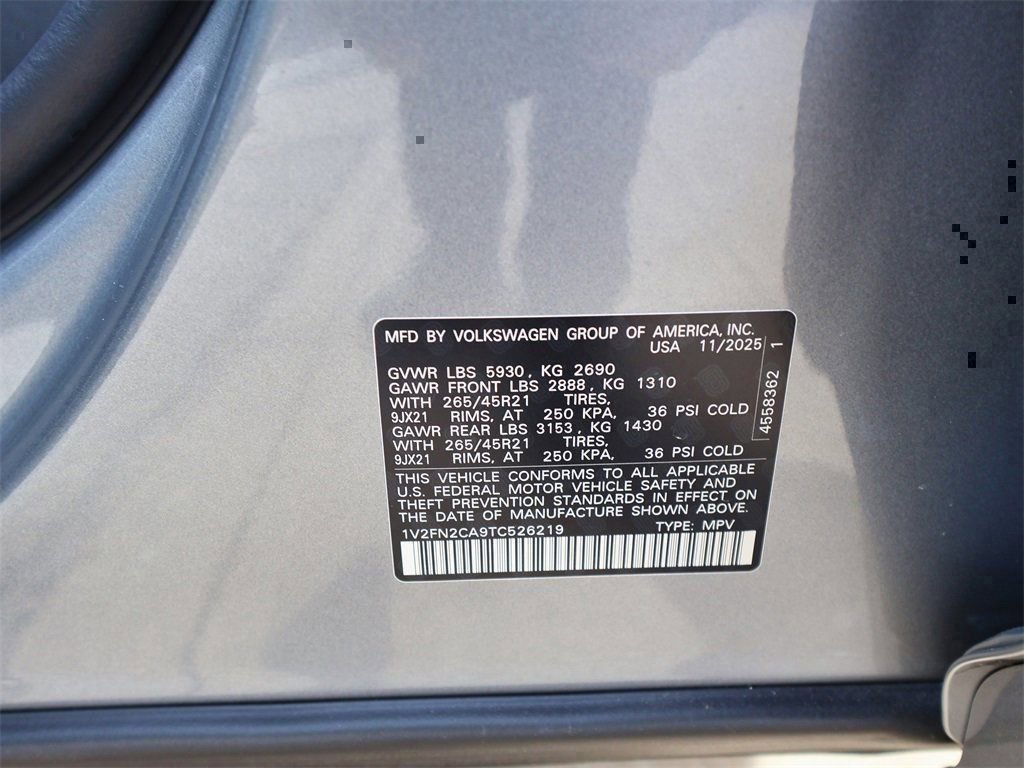 MFD BY VOLKSWAGEN GROUP OF AMERICA, INC.
USA 11/2025
GVWR LBS 5930, KG 2690
GAWR FRONT LBS 2888, KG 1310
WITH 265/45R21 TIRES,
9JX21 RIMS, AT 250 KPA, 36 PSI COLD
GAWR REAR LBS 3153, KG 1430
WITH 265/45R21 TIRES,
9JX21 RIMS, AT 250 KPA, 36 PSI COLD
4558362 1
THIS VEHICLE CONFORMS TO ALL APPLICABLE
U.S. FEDERAL MOTOR VEHICLE SAFETY AND
THEFT PREVENTION STANDARDS IN EFFECT ON
THE DATE OF MANUFACTURE SHOWN ABOVE.
1V2FN2CA9TC526219 TYPE: MPV